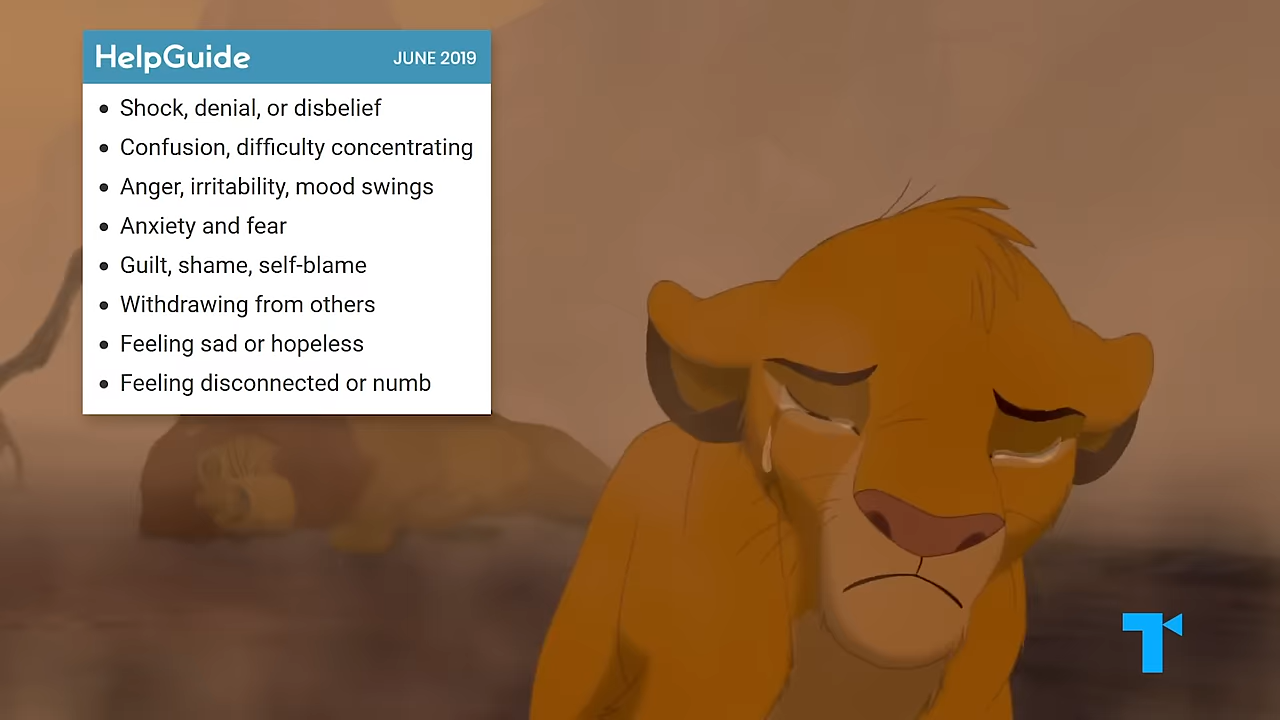 HelpGuide JUNE 2019
Shock, denial, or disbelief
Confusion, difficulty concentrating
Anger, irritability, mood swings
Anxiety and fear
Guilt, shame, self-blame
Withdrawing from others
Feeling sad or hopeless
Feeling disconnected or numb
T